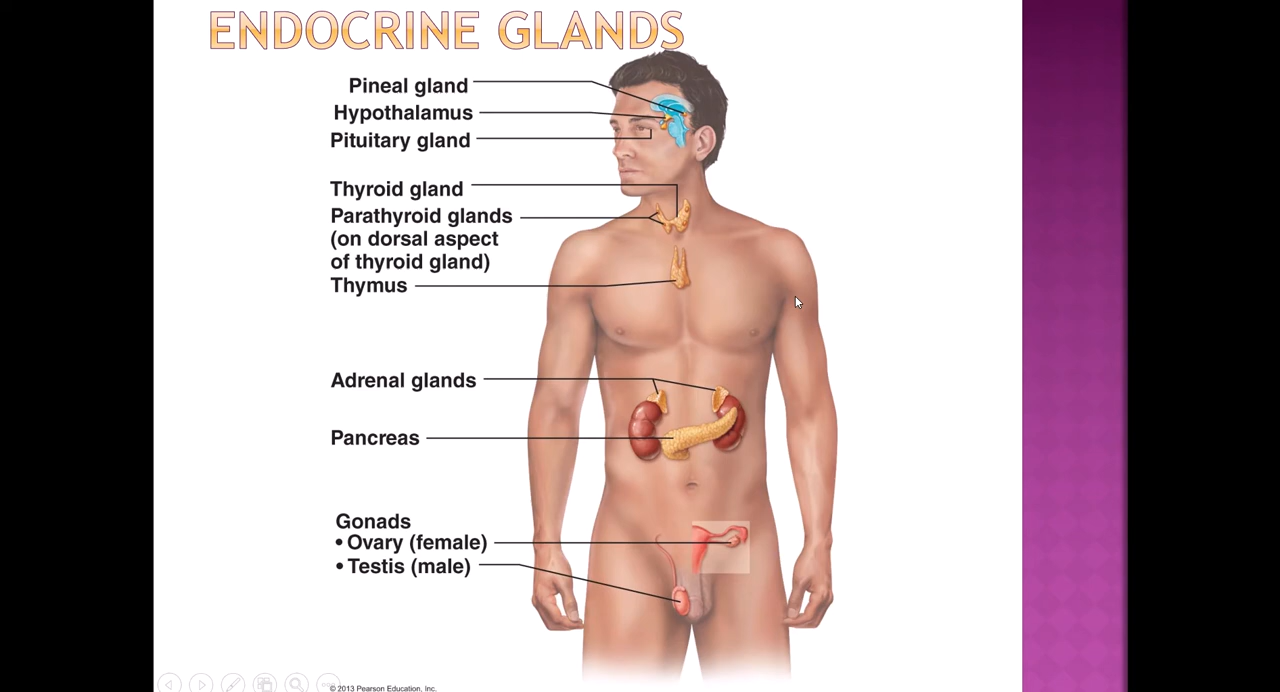 ENDOCRINE GLANDS
Pineal gland
Hypothalamus
Pituitary gland
Thyroid gland
Parathyroid glands
(on dorsal aspect
of thyroid gland)
Thymus
Adrenal glands
Pancreas
Gonads
• Ovary (female)
• Testis (male)
© 2013 Pearson Education, Inc.